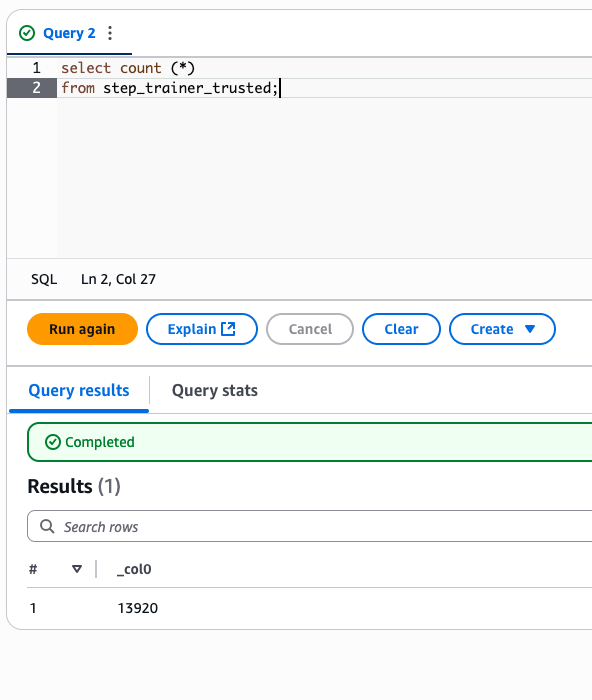 Query 2
1 select count (*)
2 from step_trainer_trusted;
SQL Ln 2, Col 27
Run again Explain Cancel Clear Create
Query results Query stats
Completed
Results (1)
Search rows
# _col0
1 13920